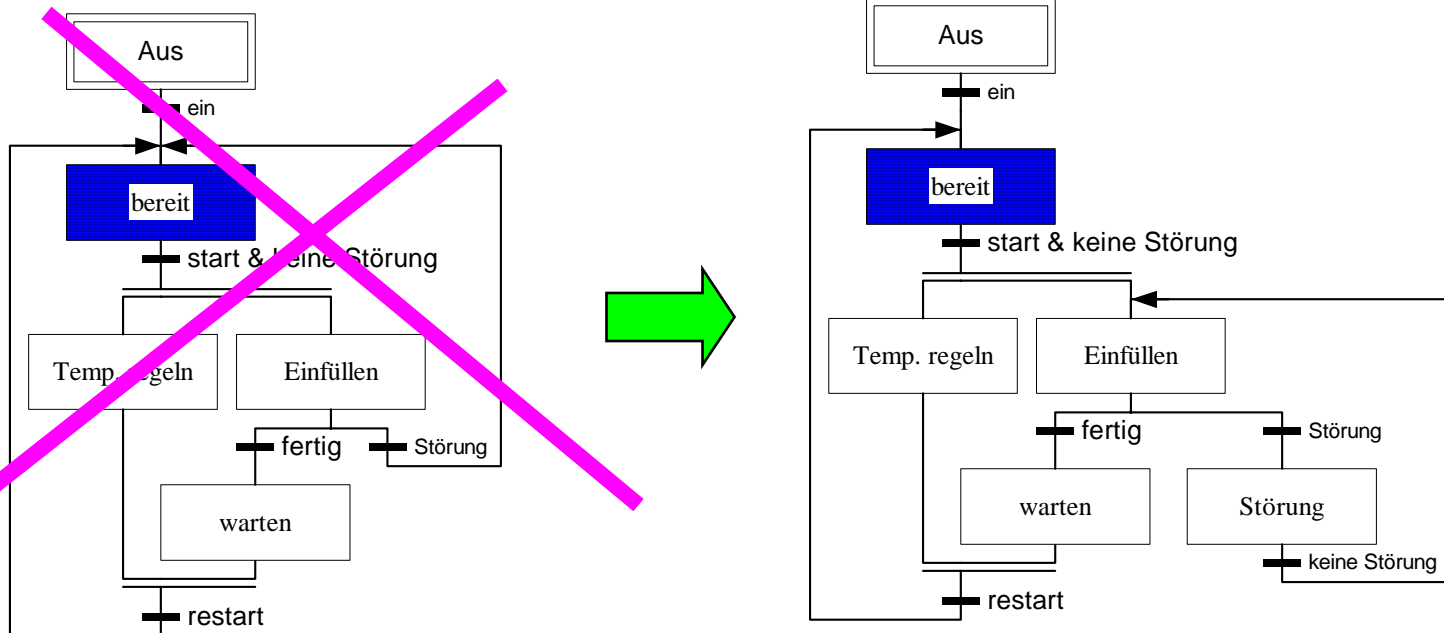 Aus
ein
bereit
start & keine Störung
Temp. regeln
Einfüllen
fertig
Störung
warten
restart
Aus
ein
bereit
start & keine Störung
Temp. regeln
Einfüllen
fertig
Störung
warten
Störung
keine Störung
restart